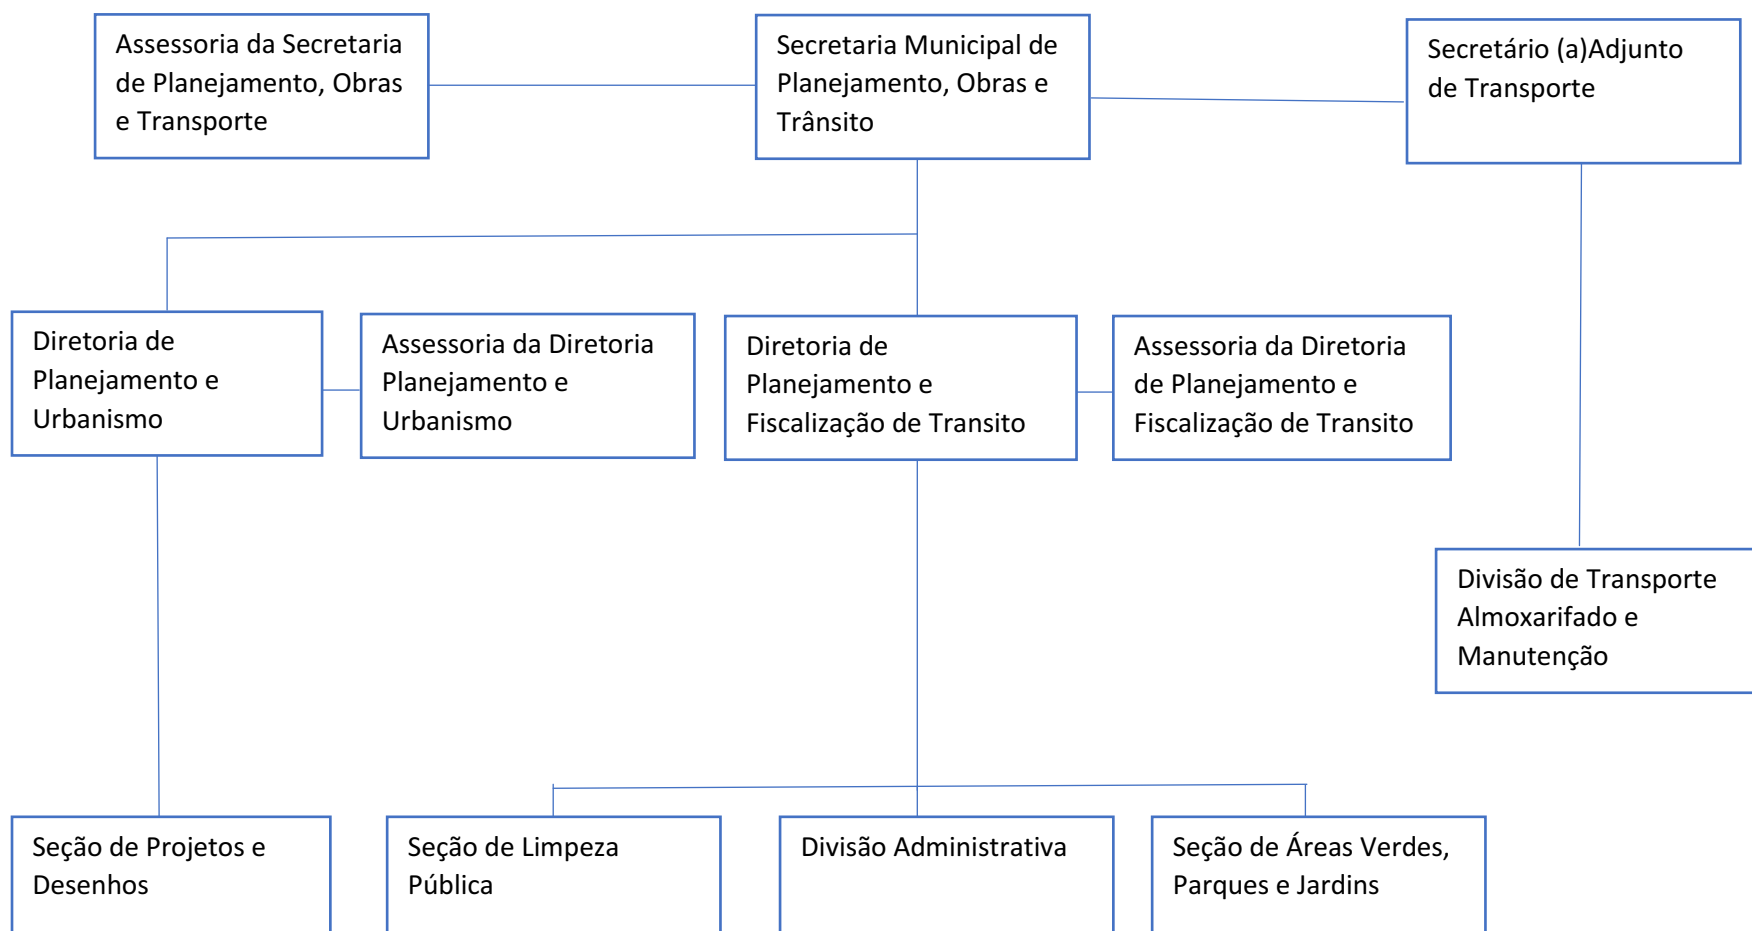 Assessoria da Secretaria
de Planejamento, Obras
e Transporte
Secretaria Municipal de
Planejamento, Obras e
Trânsito
Secretário (a)Adjunto
de Transporte
Diretoria de
Planejamento e
Urbanismo
Assessoria da Diretoria
Planejamento e
Urbanismo
Diretoria de
Planejamento e
Fiscalização de Transito
Assessoria da Diretoria
de Planejamento e
Fiscalização de Transito
Divisão de Transporte
Almoxarifado e
Manutenção
Seção de Projetos e
Desenhos
Seção de Limpeza
Pública
Divisão Administrativa
Seção de Áreas Verdes,
Parques e Jardins